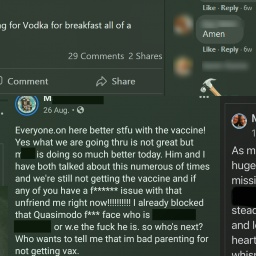 ng for Vodka for breakfast all of a
29 Comments 2 Shares
Comment
Share
Like · Reply · 6w
Amen
Like · Reply · 6w
M
26 Aug. ·
Everyone.on here better stfu with the vaccine!
Yes what we are going thru is not great but
n is doing so much better today. Him and I
have both talked about this numerous of times
and we're still not getting the vaccine and if
any of you have a f****** issue with that
unfriend me right now!!!!!!!!!! I already blocked
that Quasimodo f*** face who is
or w.e the fuck he is. so who's next?
Who wants to tell me that im bad parenting for
not getting vax.
M
As m
huge
missi
stead
and l
heart
whisp